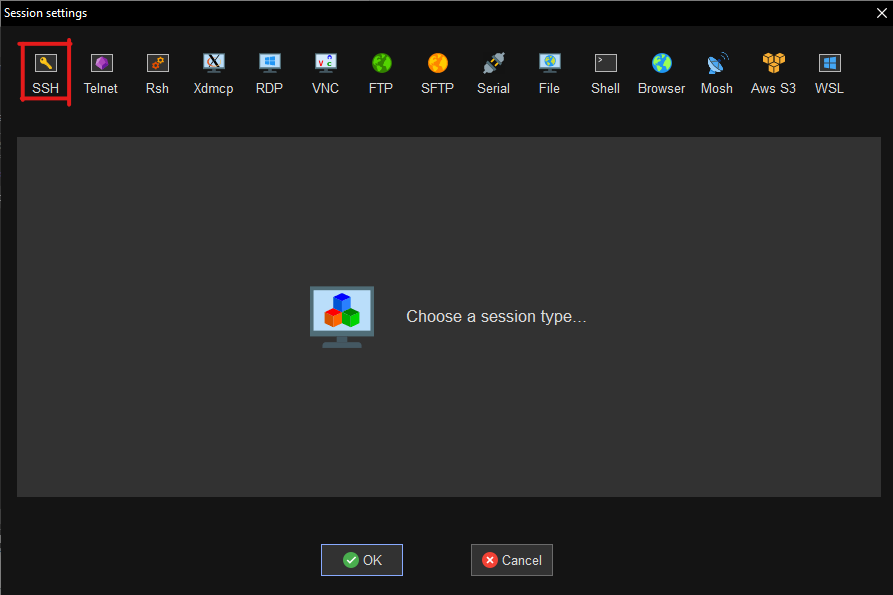 Session settings
SSH Telnet Rsh Xdmcp RDP VNC FTP SFTP Serial File Shell Browser Mosh Aws S3 WSL
Choose a session type...
OK Cancel